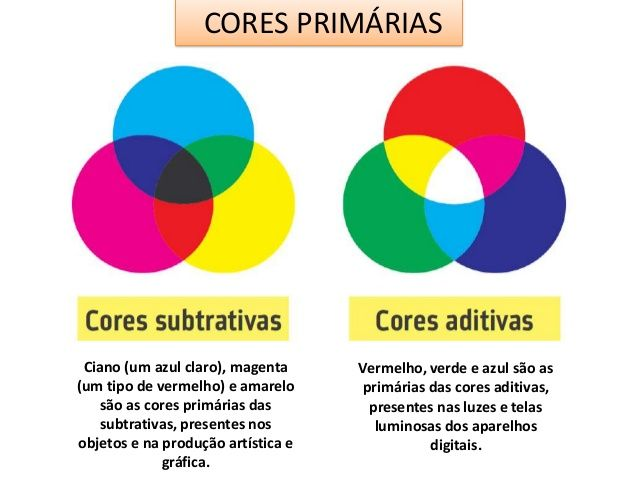 CORES PRIMÁRIAS
Cores subtrativas
Ciano (um azul claro), magenta
(um tipo de vermelho) e amarelo
são as cores primárias das
subtrativas, presentes nos
objetos e na produção artística e
gráfica.
Cores aditivas
Vermelho, verde e azul são as
primárias das cores aditivas,
presentes nas luzes e telas
luminosas dos aparelhos
digitais.